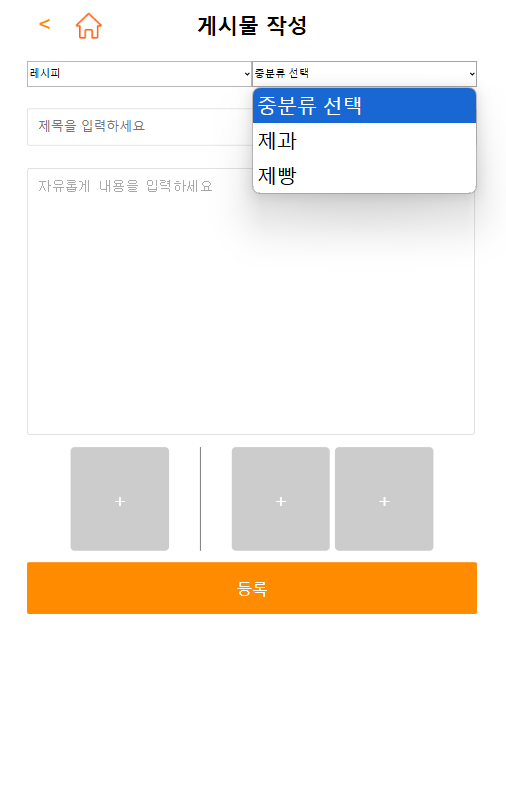 < 게시물 작성
레시피 중분류 선택
중분류 선택
제과
제빵
제목을 입력하세요
자유롭게 내용을 입력하세요
+ + +
등록